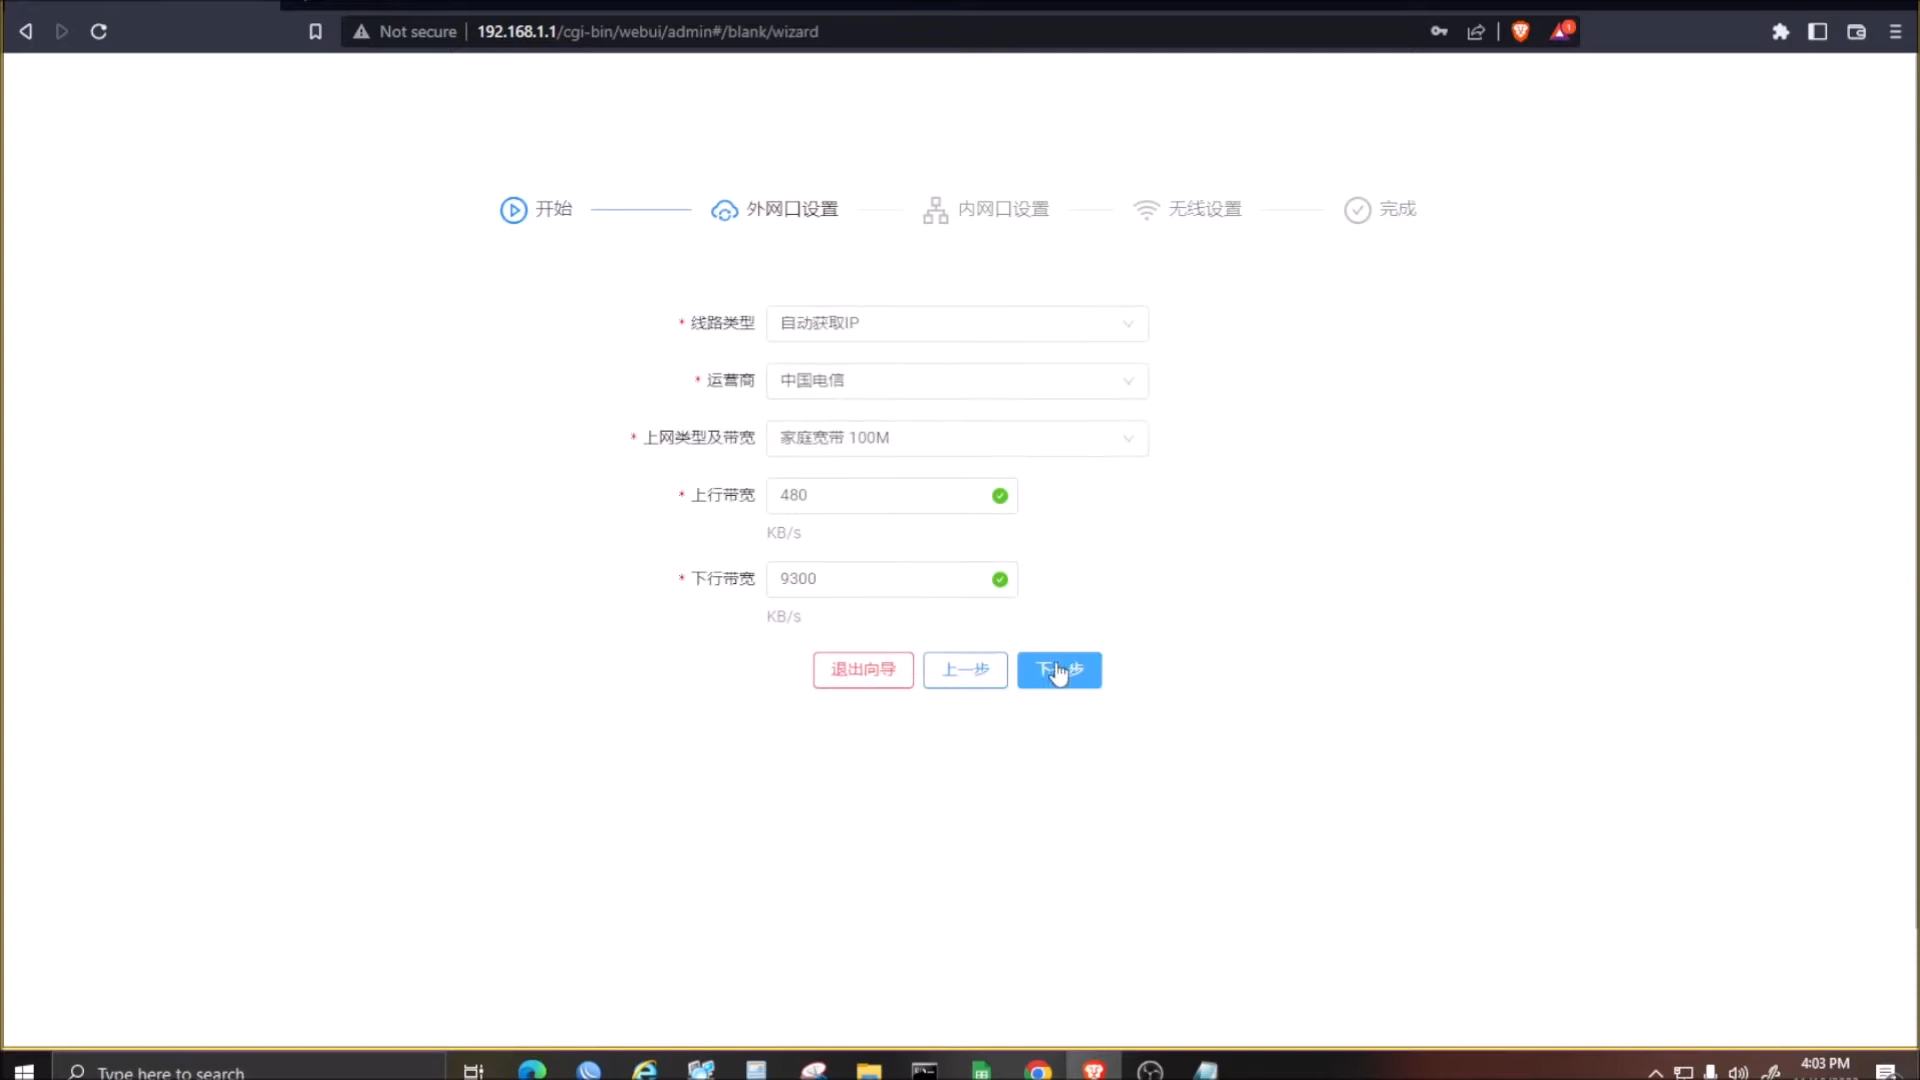 Not secure
192.168.1.1/cgi-bin/webui/admin#/blank/wizard
1
开始
外网口设置
内网口设置
无线设置
完成
* 线路类型
自动获取IP
* 运营商
中国电信
* 上网类型及带宽
家庭宽带 100M
* 上行带宽
480
KB/s
* 下行带宽
9300
KB/s
退出向导
上一步
下一步
Type here to search
4:03 PM